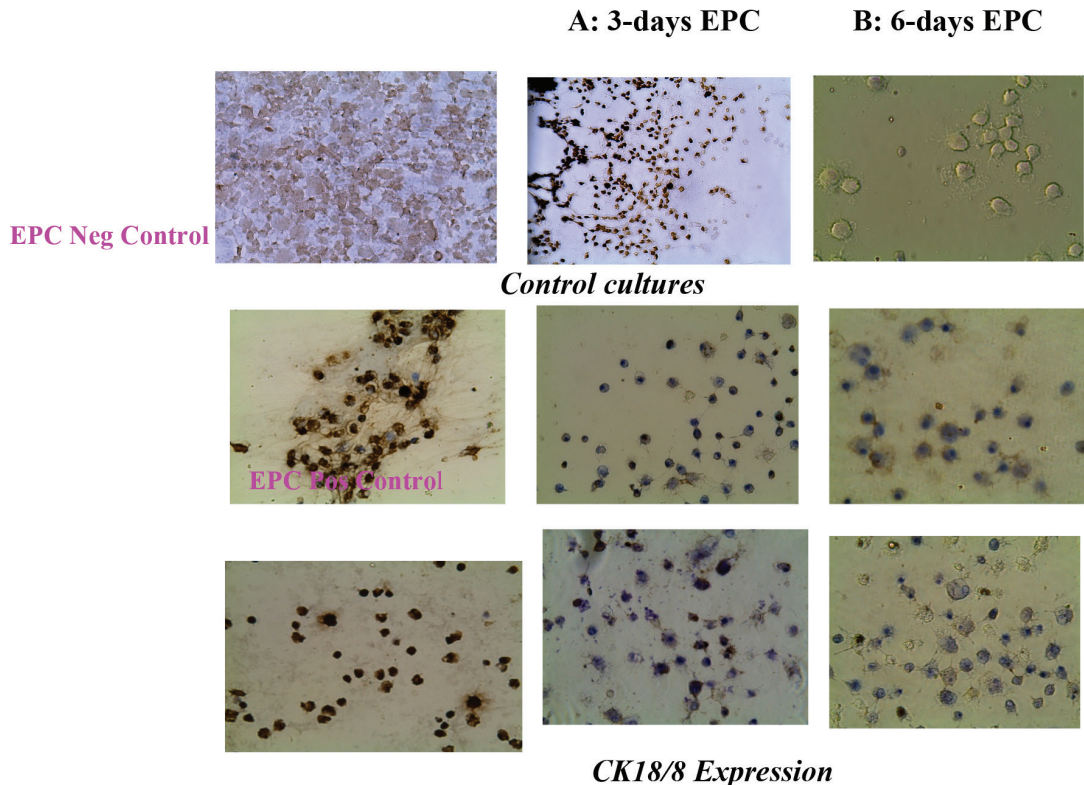 A: 3-days EPC
B: 6-days EPC
EPC Neg Control
Control cultures
EPC Pos Control
CK18/8 Expression